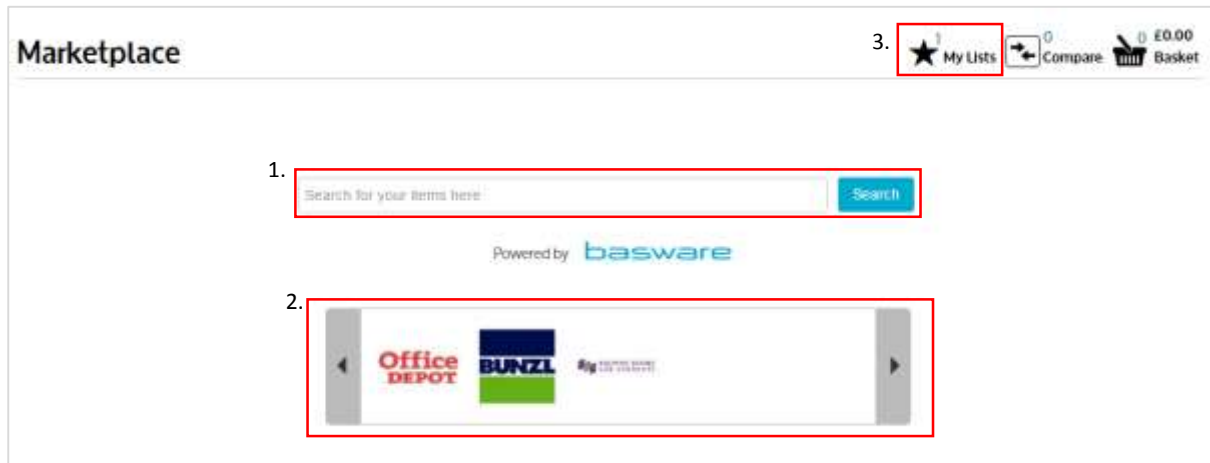 Marketplace
3.
1
My Lists
0
Compare
0 £0.00
Basket
1.
Search for your items here
Search
Powered by basware
2.
Office
DEPOT
BUNZL